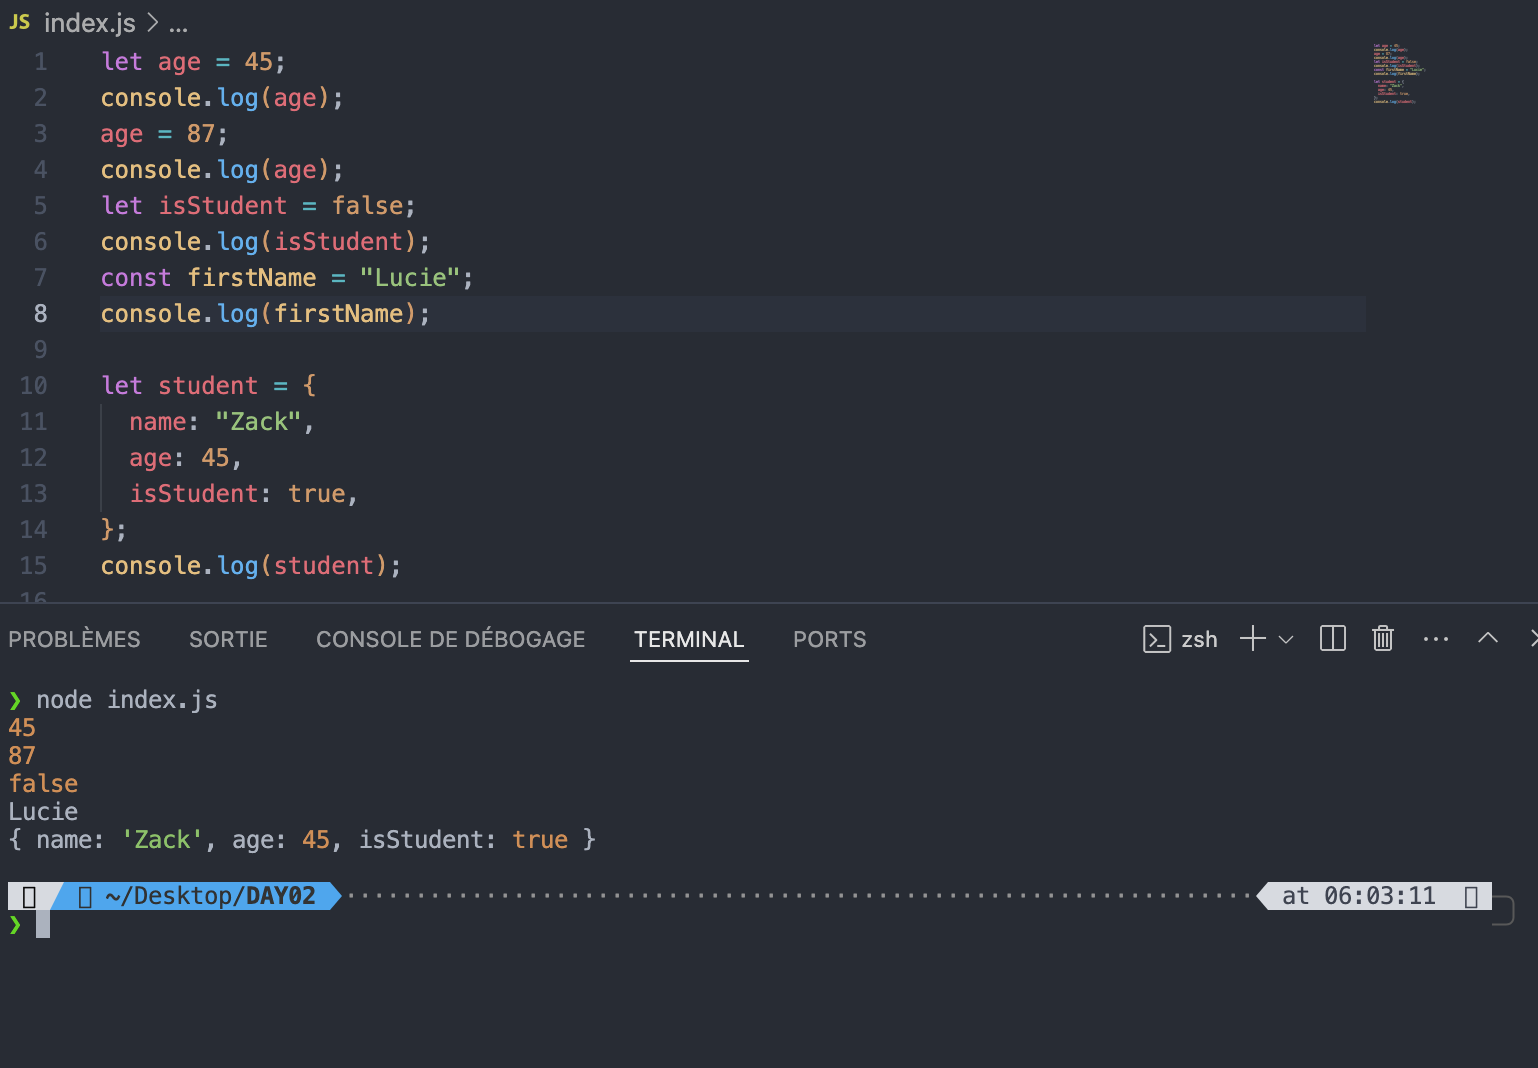 JS index.js > ...
1 let age = 45;
2 console.log(age);
3 age = 87;
4 console.log(age);
5 let isStudent = false;
6 console.log(isStudent);
7 const firstName = "Lucie";
8 console.log(firstName);
9
10 let student = {
11 name: "Zack",
12 age: 45,
13 isStudent: true,
14 };
15 console.log(student);
16
PROBLÈMES SORTIE CONSOLE DE DÉBOGAGE TERMINAL PORTS zsh
❯ node index.js
45
87
false
Lucie
{ name: 'Zack', age: 45, isStudent: true }
~/Desktop/DAY02 at 06:03:11
❯